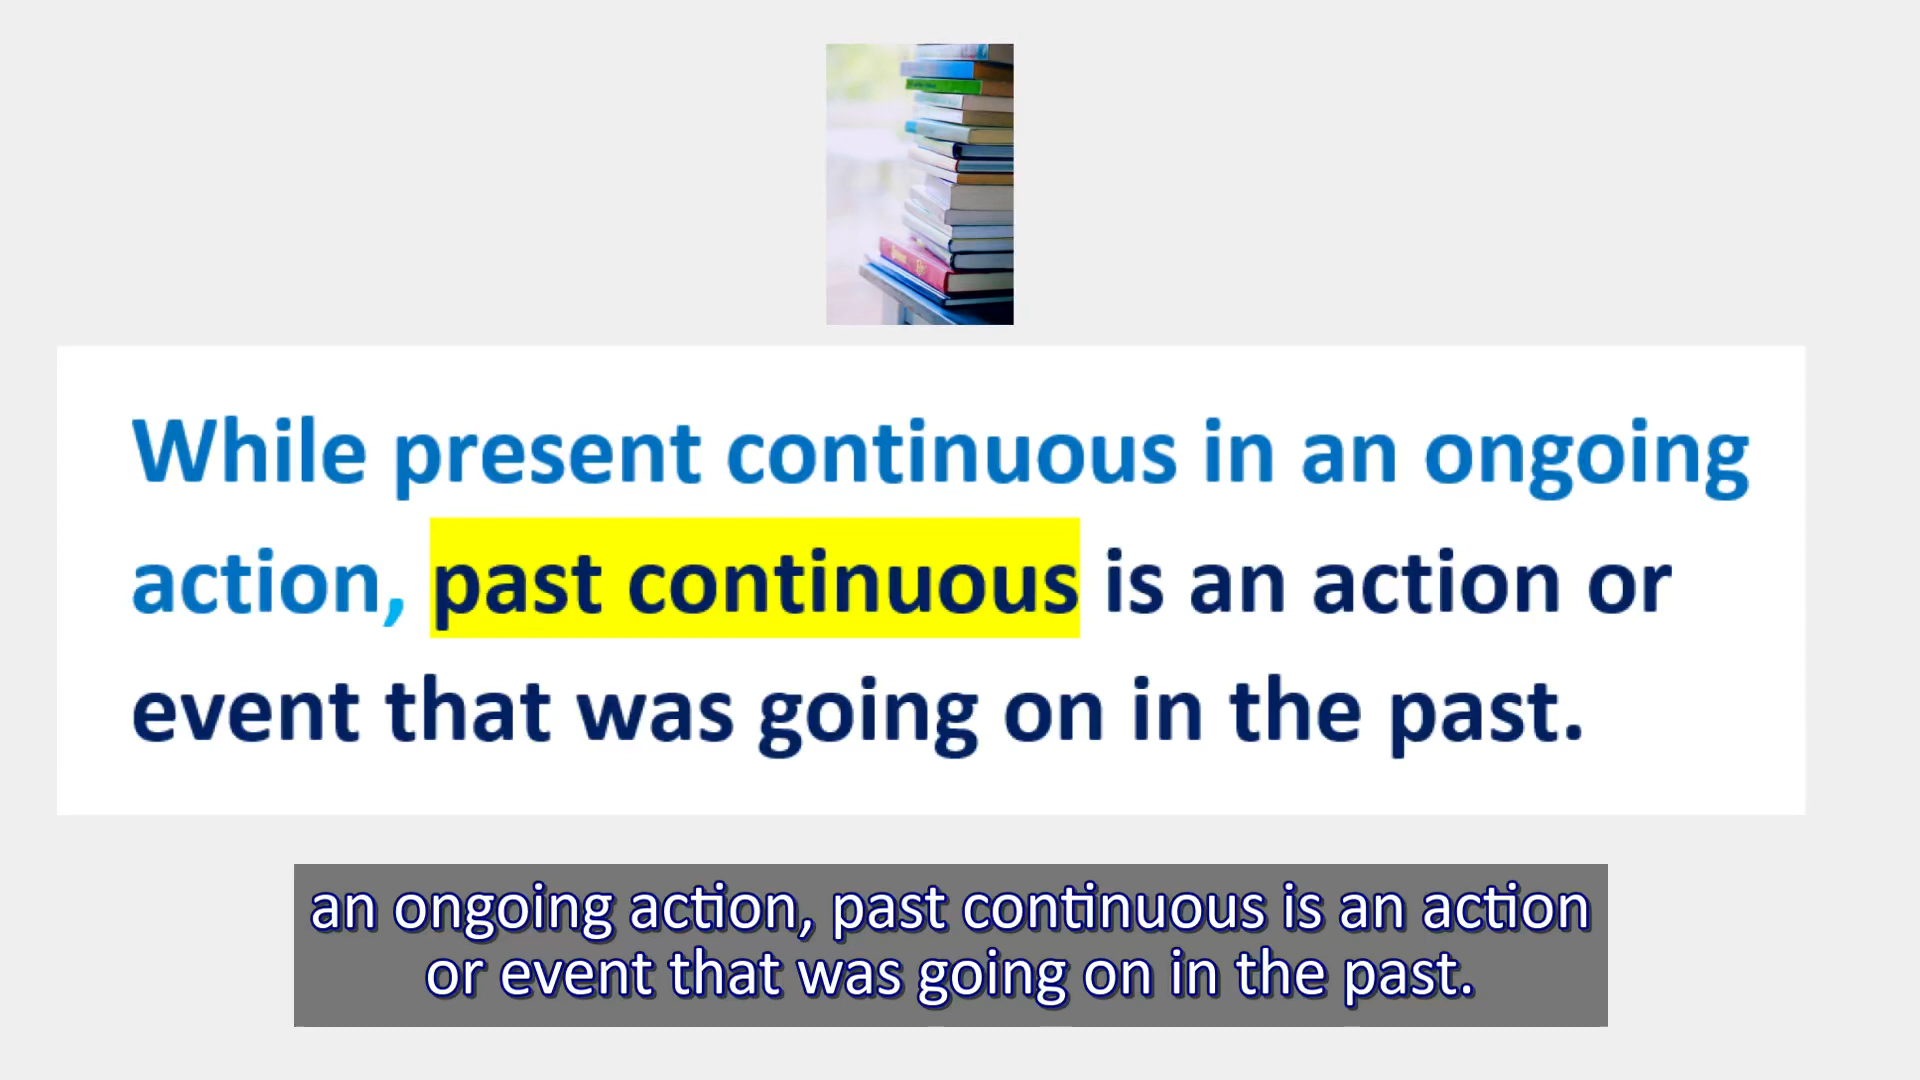 While present continuous in an ongoing
action, past continuous is an action or
event that was going on in the past.
an ongoing action, past continuous is an action
or event that was going on in the past.